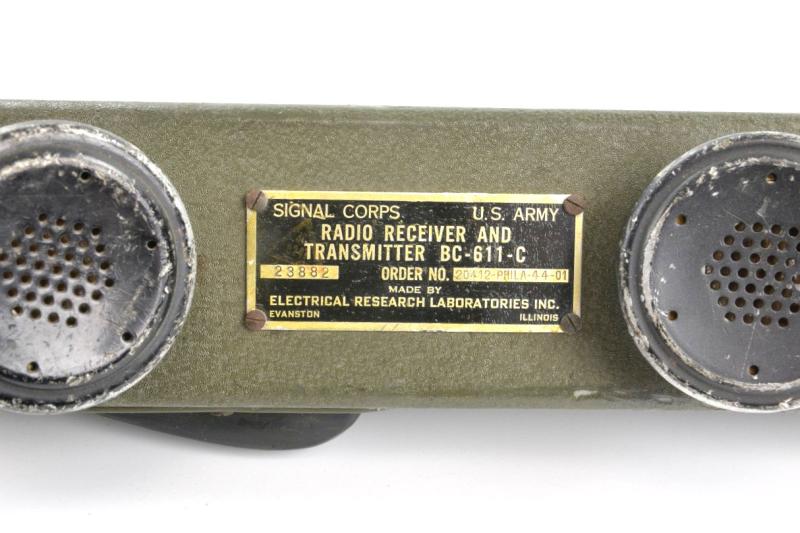 SIGNAL CORPS U.S. ARMY
RADIO RECEIVER AND
TRANSMITTER BC-611-C
23882 ORDER NO. 20412-PHILA-44-01
MADE BY
ELECTRICAL RESEARCH LABORATORIES INC.
EVANSTON ILLINOIS